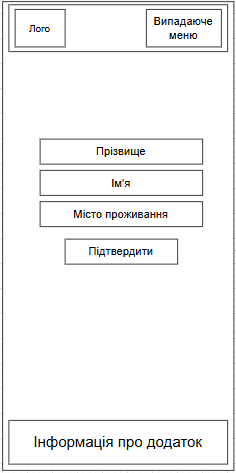 Лого
Випадаюче
меню
Прізвище
Ім'я
Місто проживання
Підтвердити
Інформація про додаток